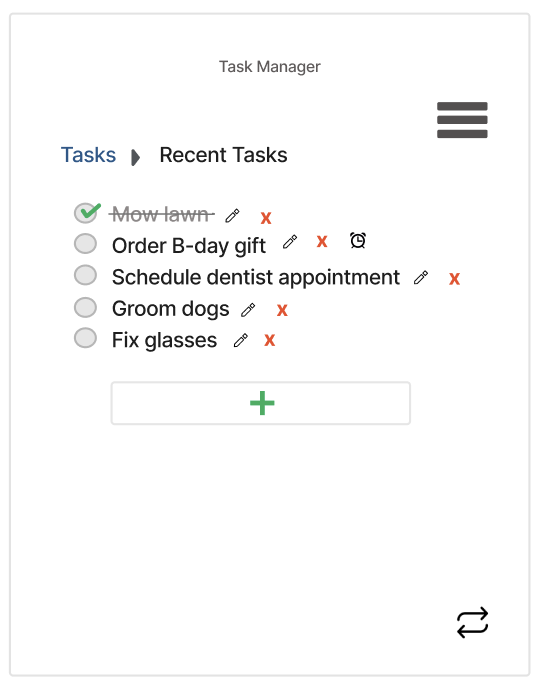 Task Manager
Tasks Recent Tasks
Mow lawn x
Order B-day gift x
Schedule dentist appointment x
Groom dogs x
Fix glasses x
+